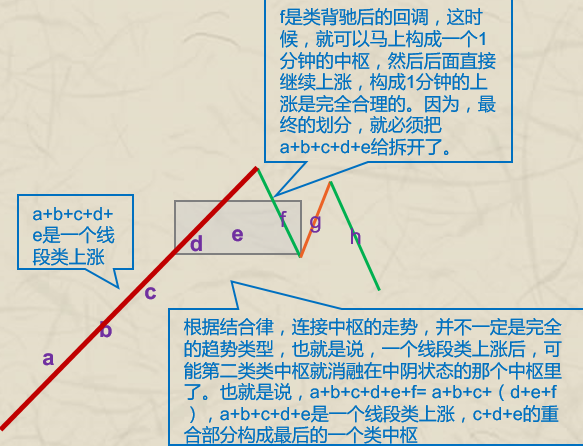 f是类背驰后的回调，这时
候，就可以马上构成一个1
分钟的中枢，然后后面直接
继续上涨，构成1分钟的上
涨是完全合理的。因为，最
终的划分，就必须把
a+b+c+d+e给拆开了。
a+b+c+d+
e是一个线
段类上涨
f
g
h
e
d
c
b
a
根据结合律，连接中枢的走势，并不一定是完全
的趋势类型，也就是说，一个线段类上涨后，可
能第二类类中枢就消融在中阴状态的那个中枢里
了。也就是说，a+b+c+d+e+f= a+b+c+（d+e+f
），a+b+c+d+e是一个线段类上涨，c+d+e的重
合部分构成最后的一个类中枢